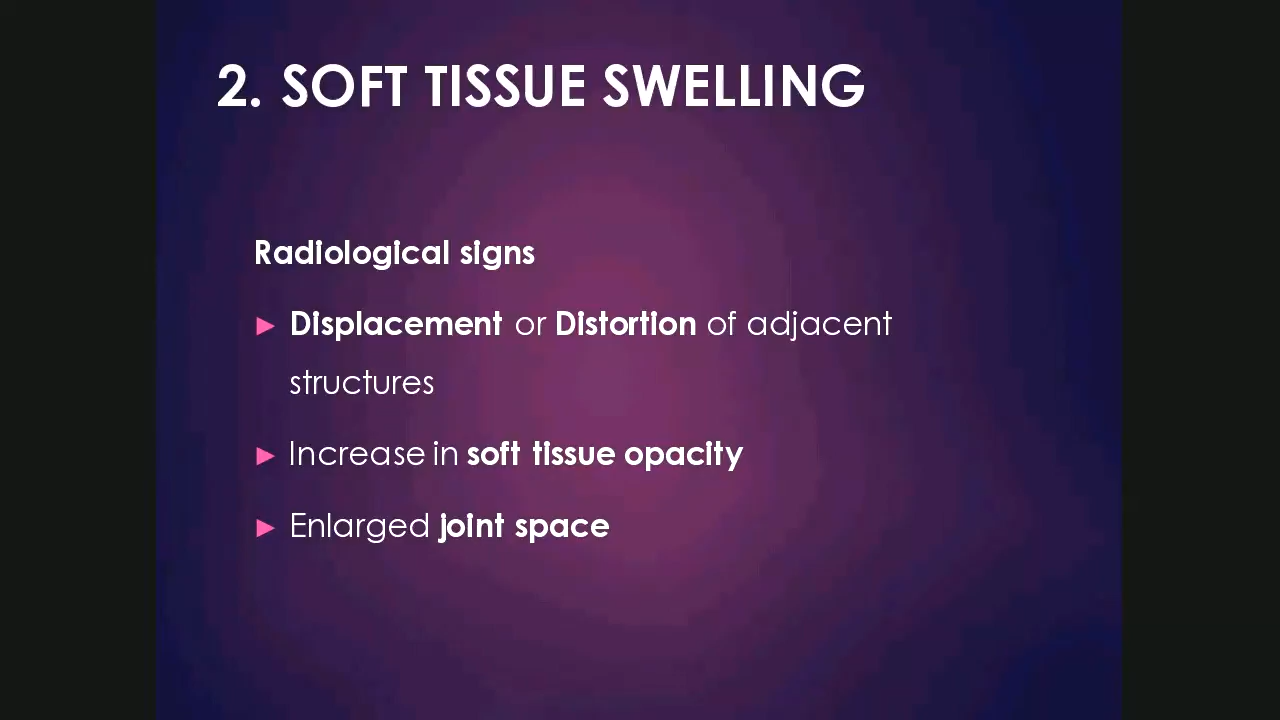 2. SOFT TISSUE SWELLING
Radiological signs
► Displacement or Distortion of adjacent
structures
► Increase in soft tissue opacity
► Enlarged joint space